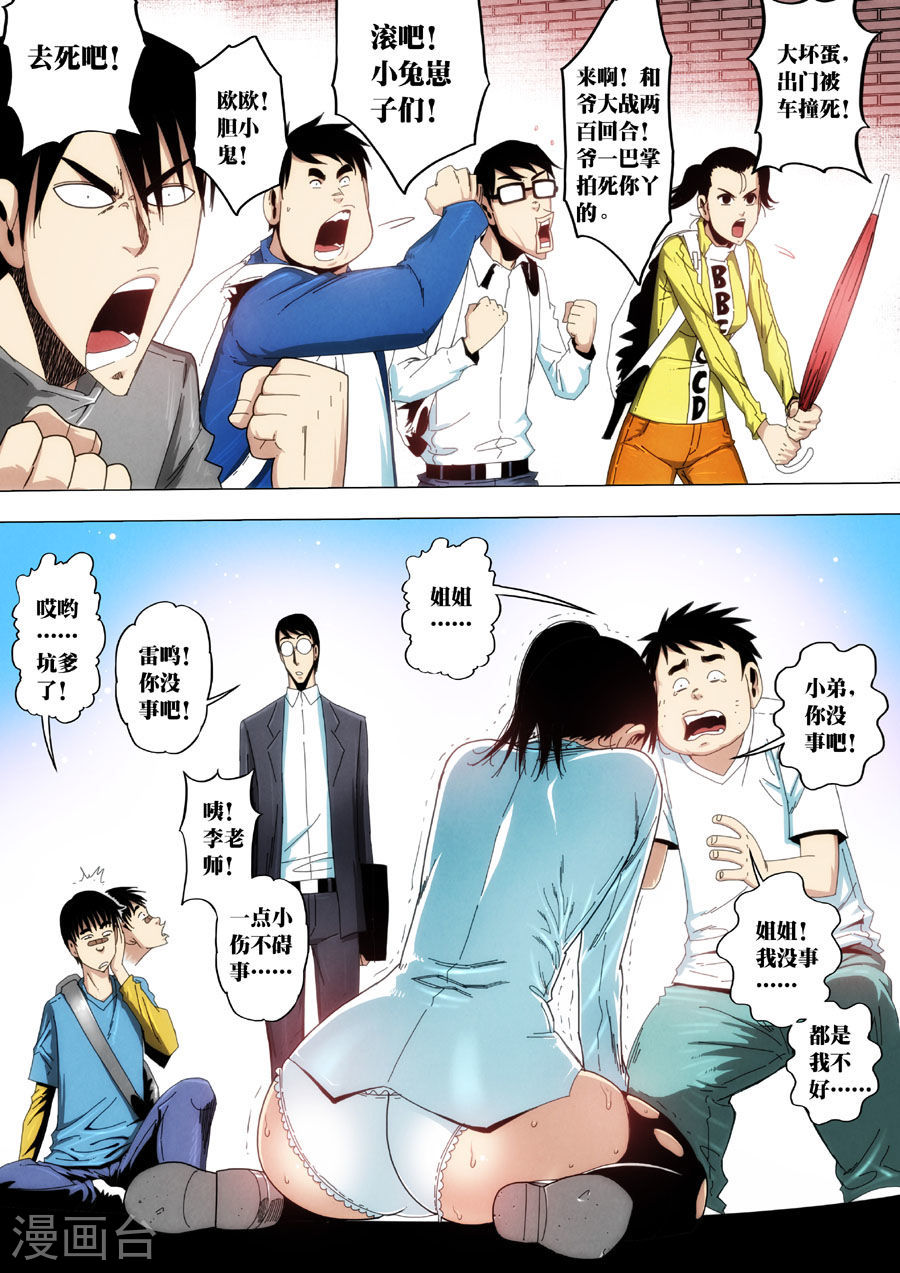 去死吧！
欧欧！
胆小
鬼！
滚吧！
小兔崽
子们！
来啊！和
爷大战两
百回合！
爷一巴掌
拍死你丫
的。
大坏蛋，
出门被
车撞死！
B
B
C
C
C
D
哎哟
……
坑爹
了！
雷鸣！
你没
事吧！
咦！
李老
师！
一点小
伤不碍
事……
姐姐
……
小弟，
你没
事吧！
姐姐！
我没事
……
都是
我不
好……
漫画台